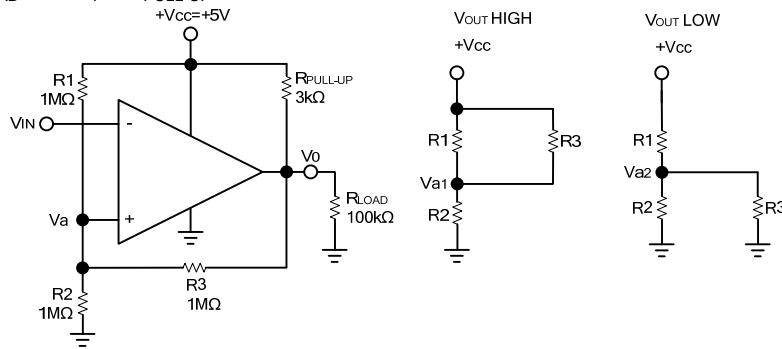 +Vcc=+5V
R1
1MΩ
RPULL-UP
3kΩ
VIN
-
+
Va
VO
RLOAD
100kΩ
R2
1MΩ
R3
1MΩ
VOUT HIGH
+Vcc
R1
R3
Va1
R2
VOUT LOW
+Vcc
R1
Va2
R2
R3